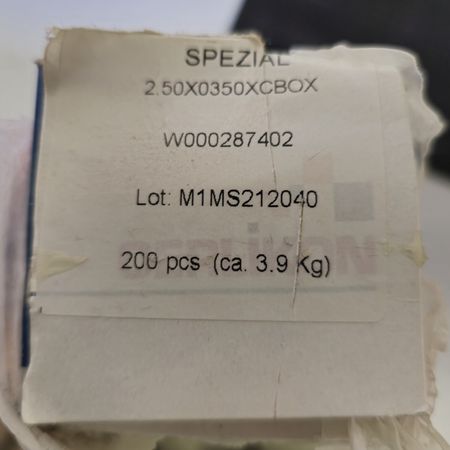 SPEZIAL
2.50X0350XCBOX
W000287402
Lot: M1MS212040
200 pcs (ca. 3.9 Kg)